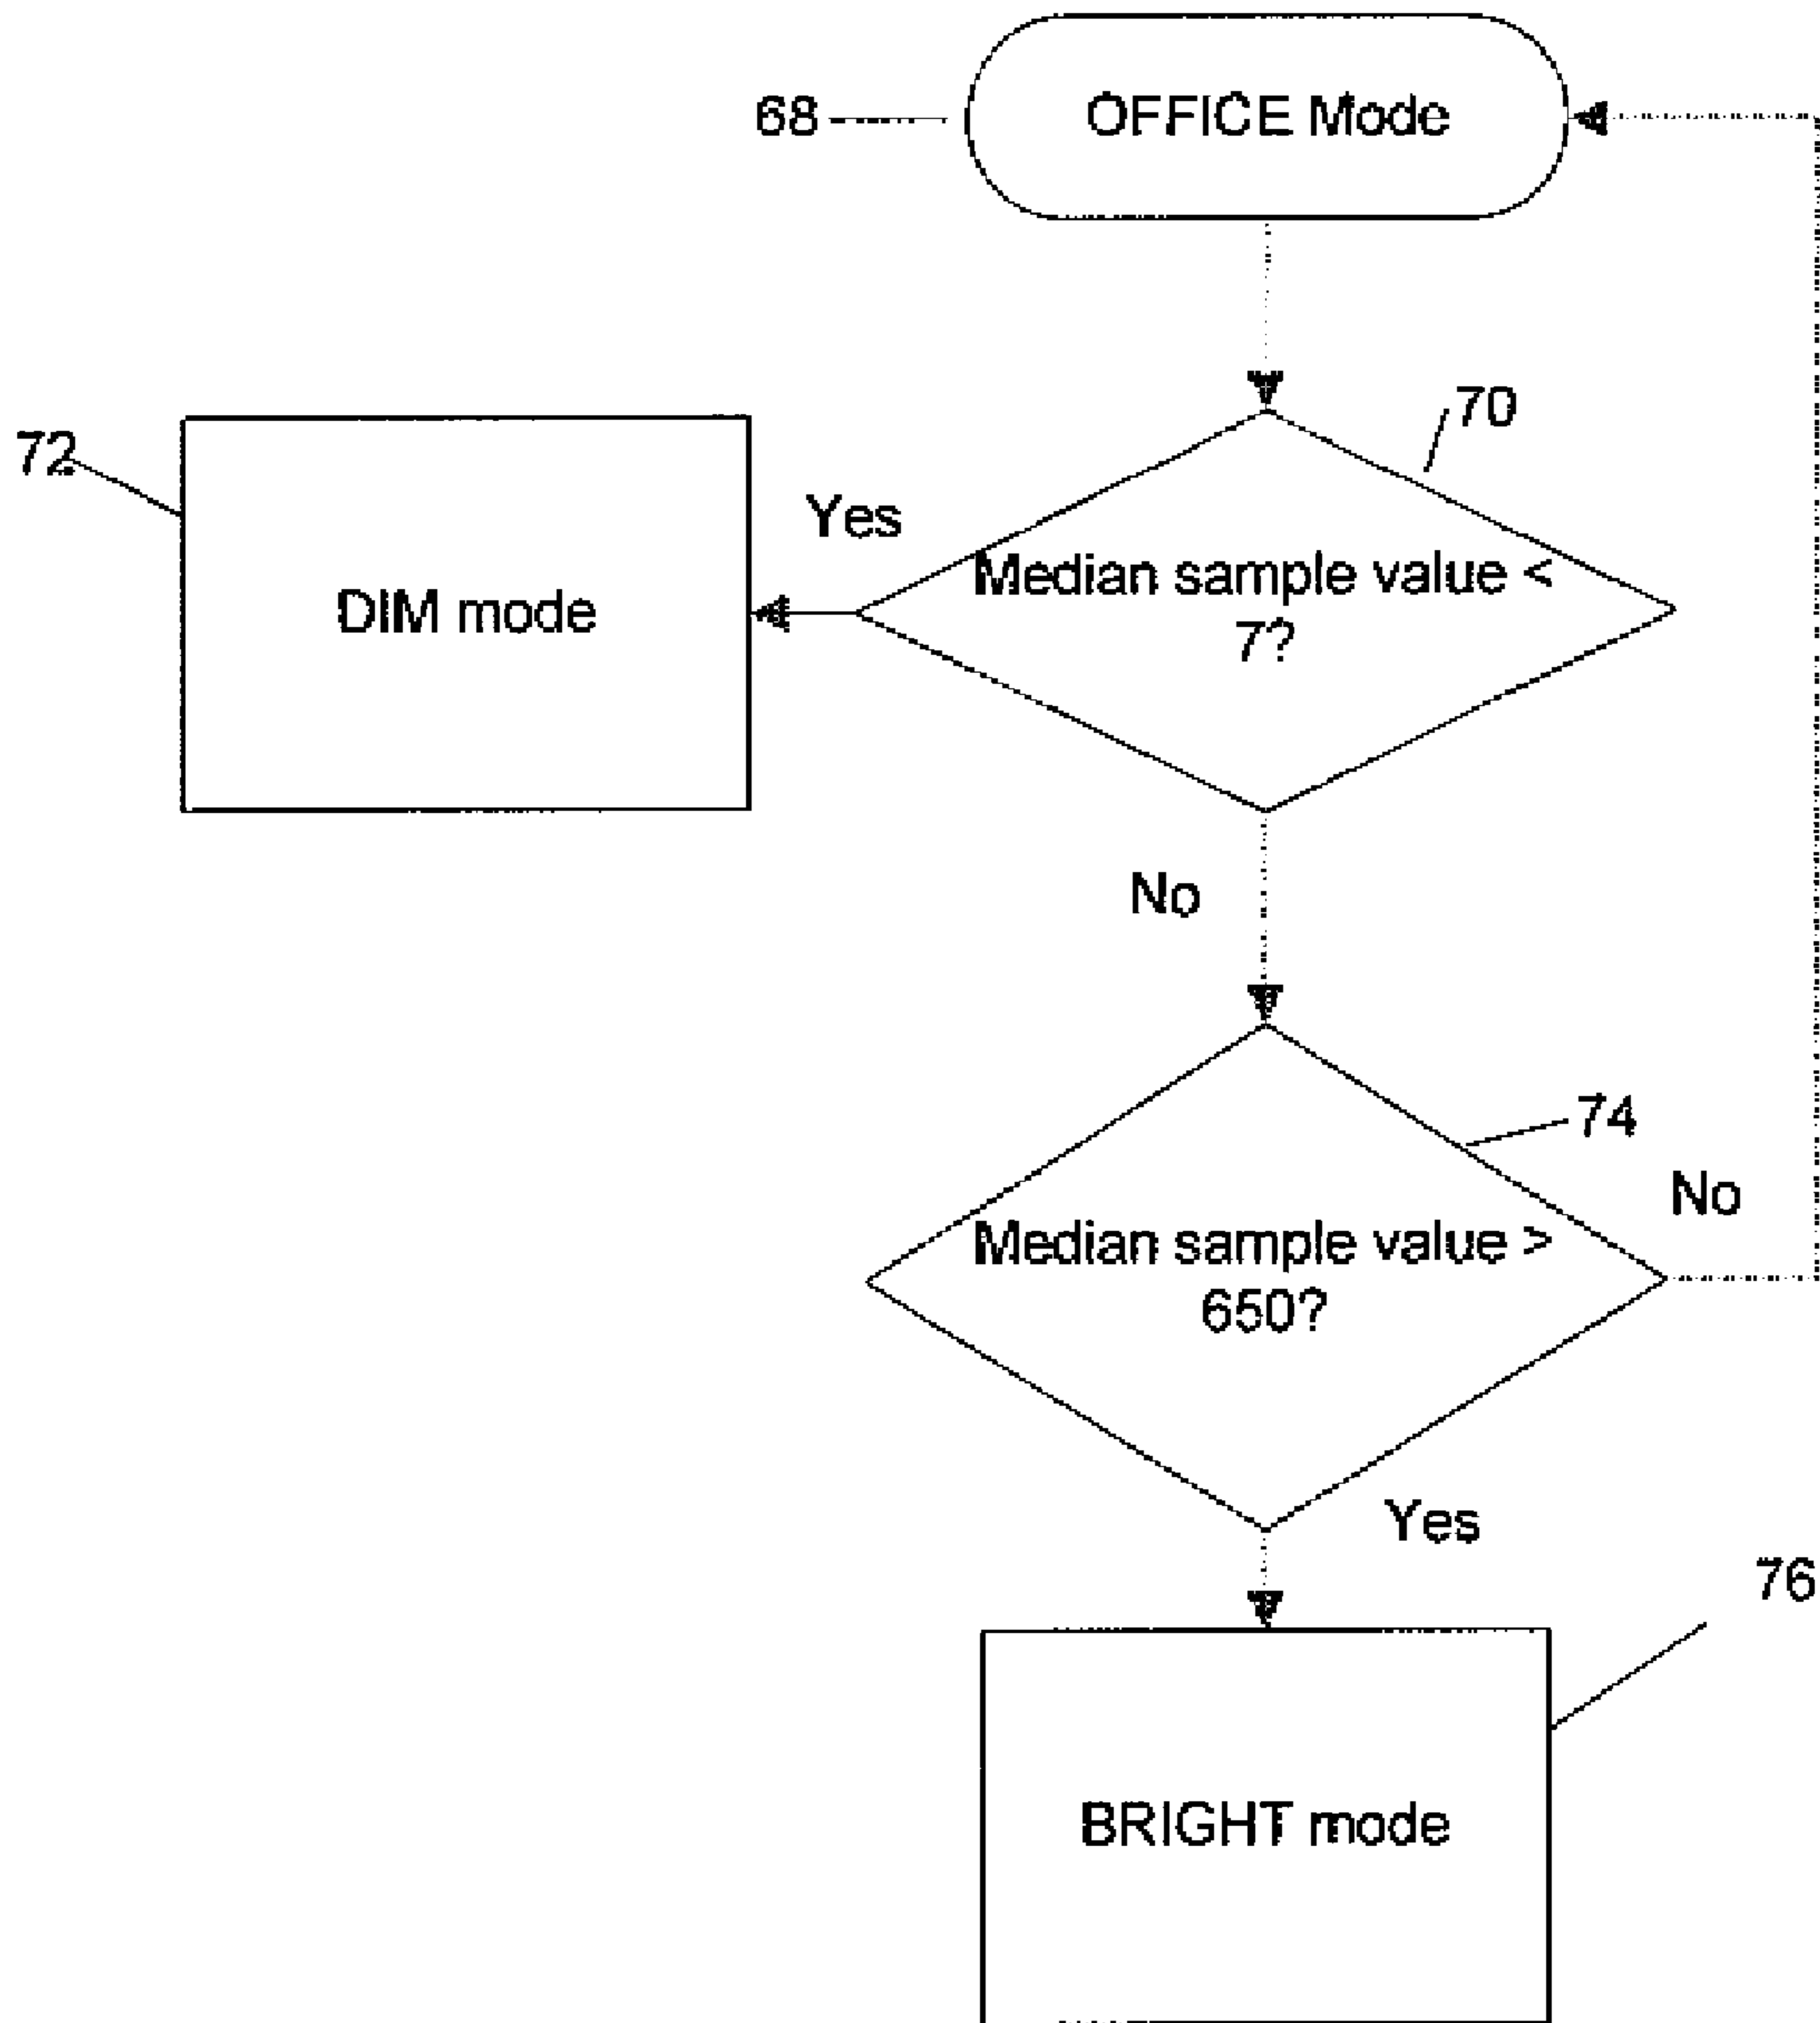 68
OFFICE Mode
70
72
Yes
Median sample value <
7?
DIM mode
No
74
No
Median sample value >
650?
Yes
76
BRIGHT mode